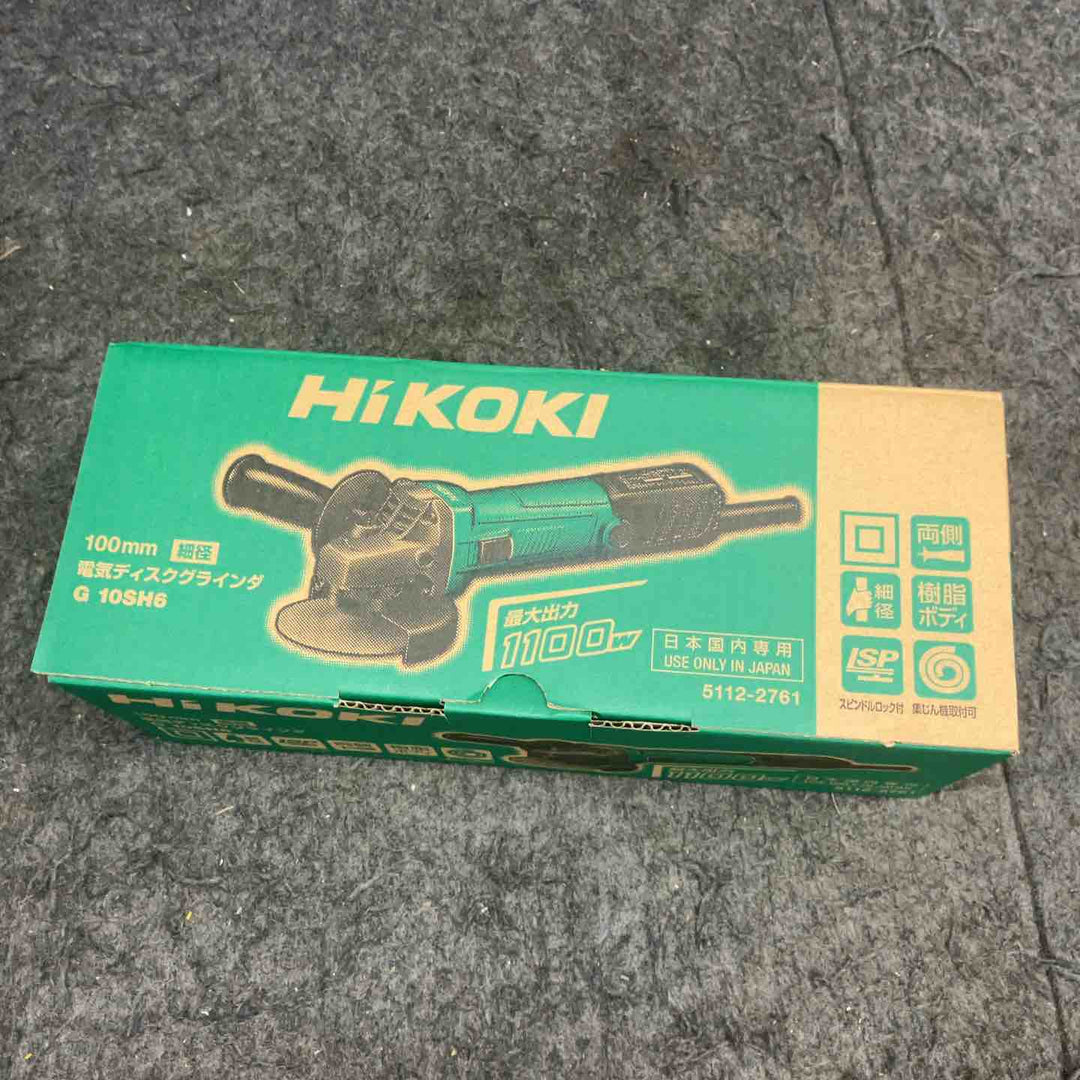 HiKOKI
100mm 細径
電気ディスクグラインダ
G 10SH6
最大出力
1100W
日本国内専用
USE ONLY IN JAPAN
5112-2761
両側
細径
樹脂
ボディ
LSP
スピンドルロック付
集じん機取付可
HiKOKI